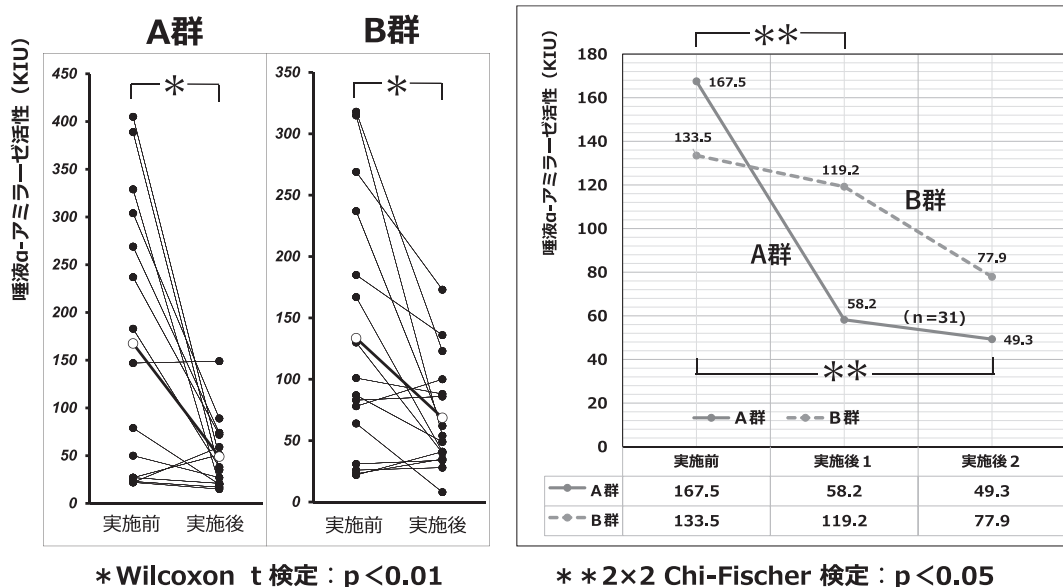 A群
B群
唾液α-アミラーゼ活性（KIU）
450
400
350
300
250
200
150
100
50
0
＊
実施前
実施後
350
300
250
200
150
100
50
0
＊
実施前
実施後
＊Wilcoxon t 検定：p＜0.01
唾液α-アミラーゼ活性（KIU）
180
160
140
120
100
80
60
40
20
0
＊＊
167.5
133.5
119.2
B群
A群
77.9
58.2
（n=31）
49.3
＊＊
A群 B群
実施前 実施後１ 実施後２
A群 167.5 58.2 49.3
B群 133.5 119.2 77.9
＊＊2×2 Chi-Fischer 検定：p＜0.05